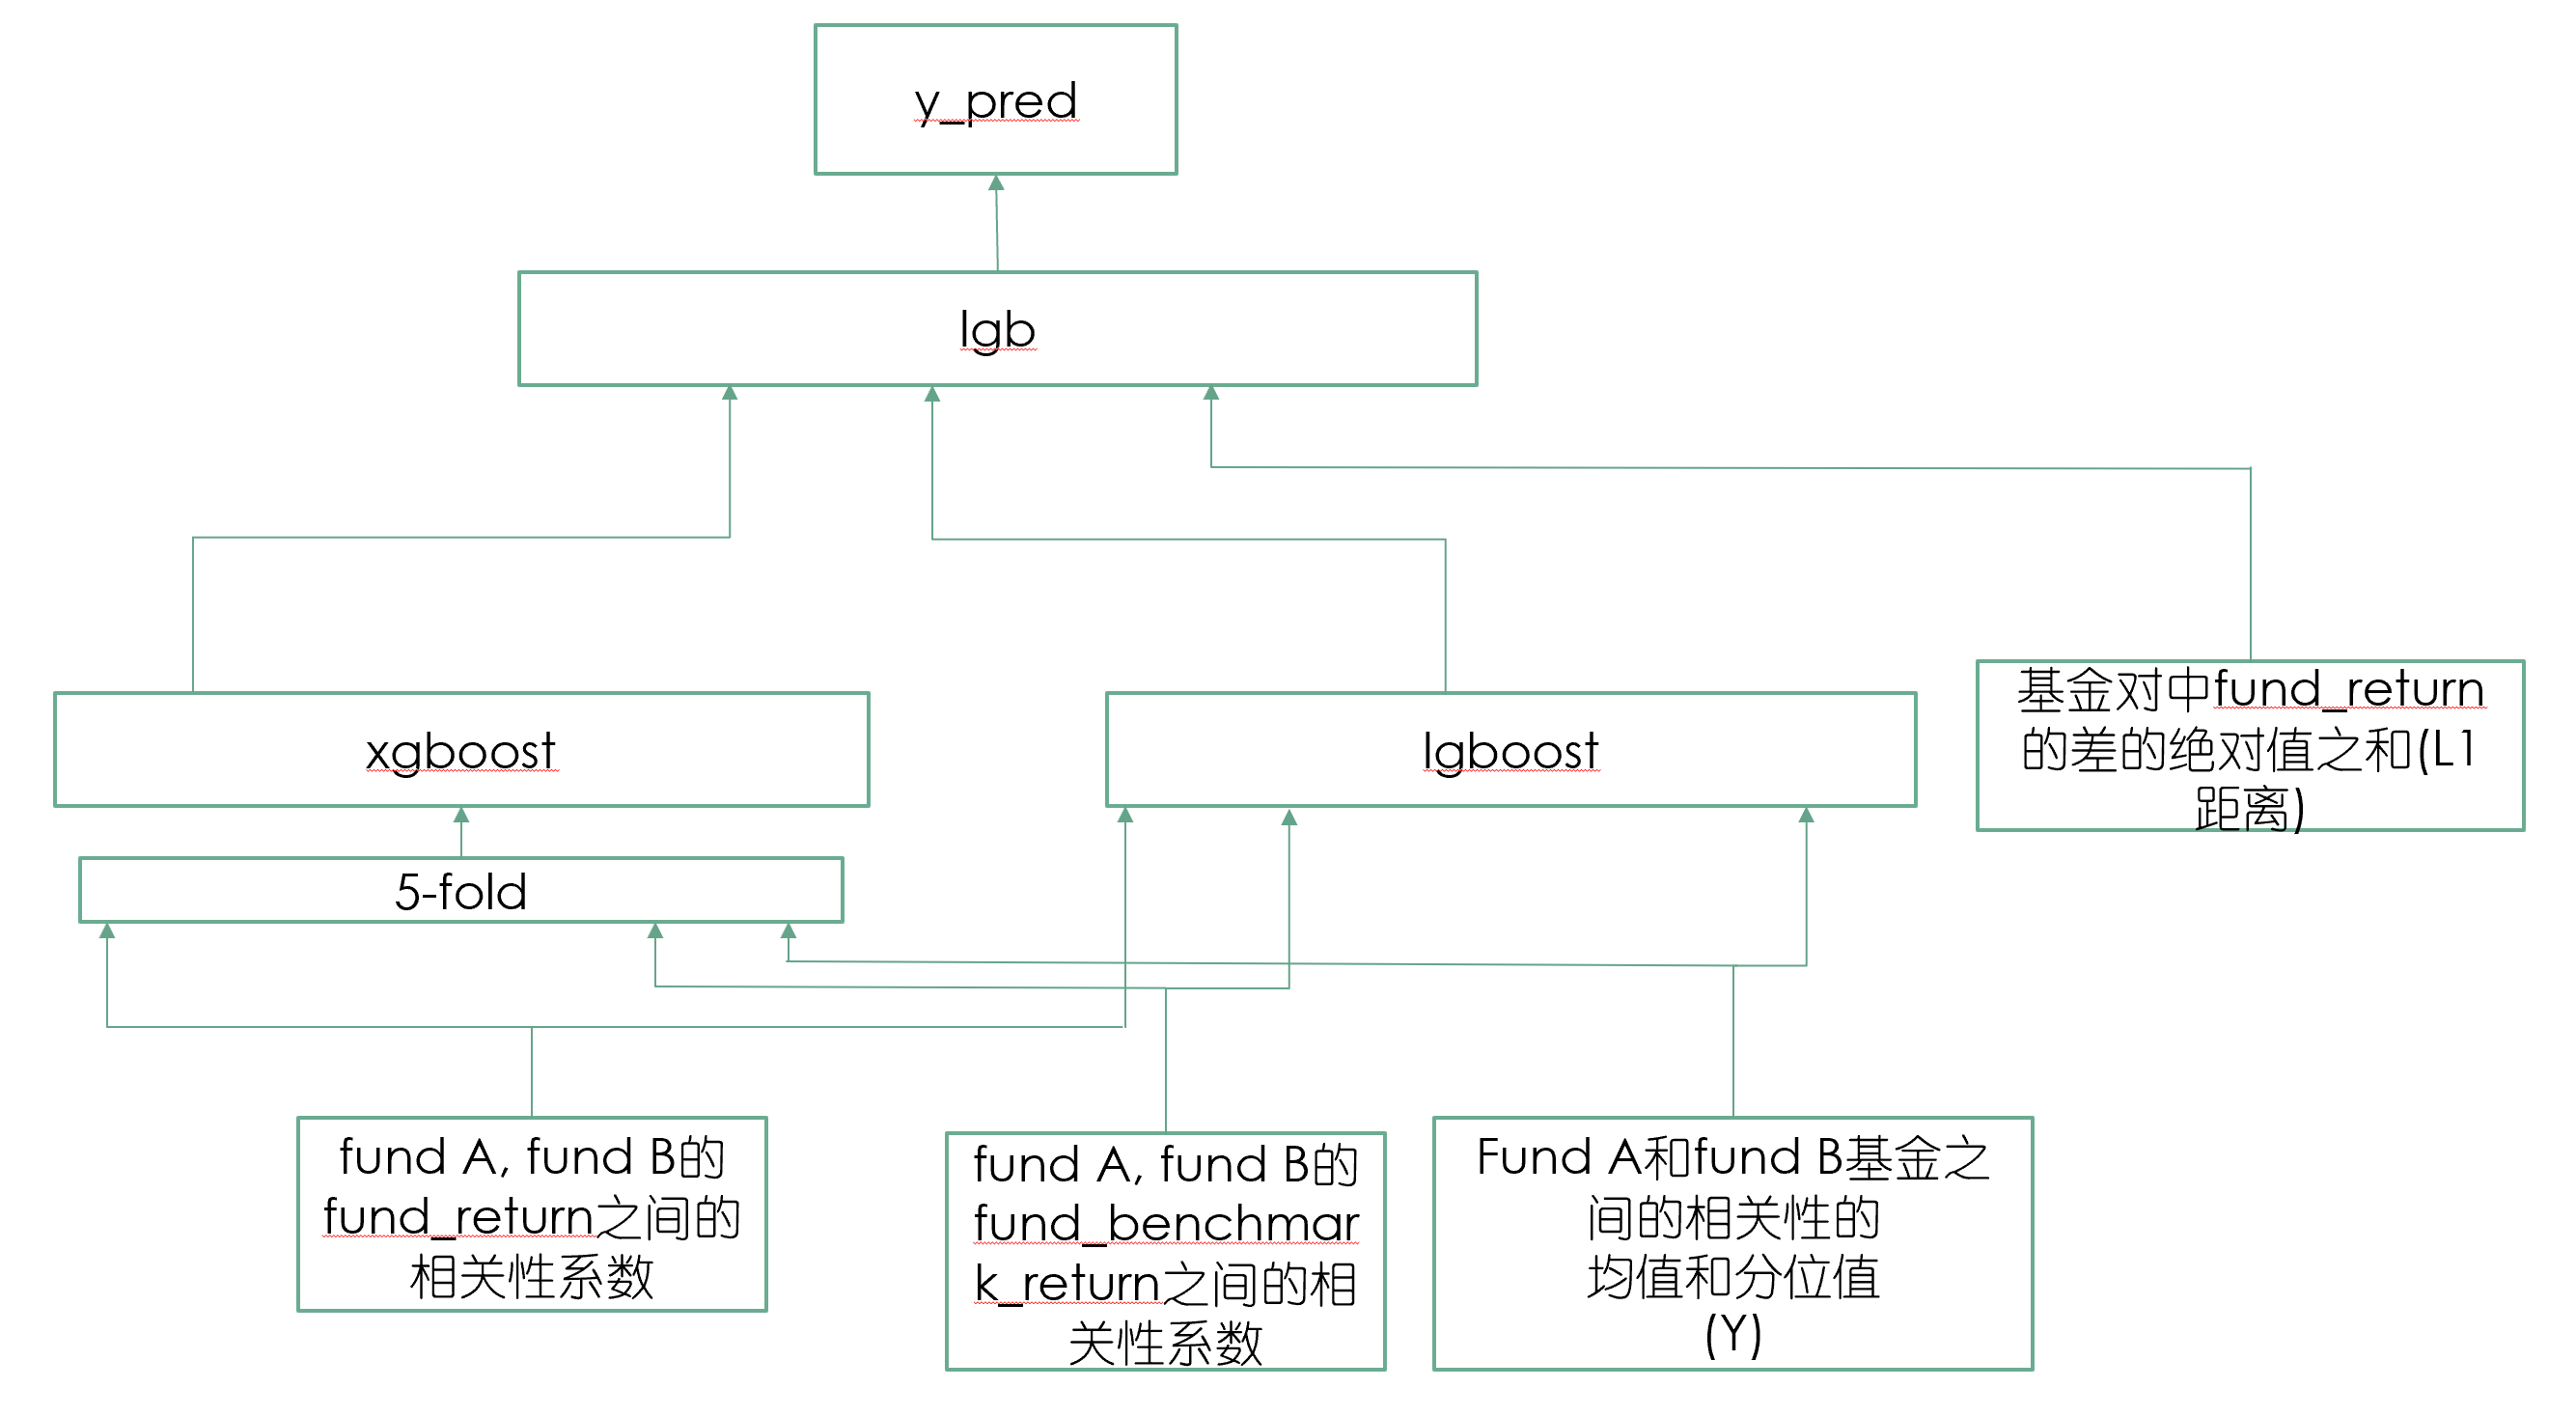 y_pred
lgb
xgboost
lgboost
基金对中fund_return
的差的绝对值之和(L1
距离)
5-fold
fund A, fund B的
fund_return之间的
相关性系数
fund A, fund B的
fund_benchmar
k_return之间的相
关性系数
Fund A和fund B基金之
间的相关性的
均值和分位值
(Y)